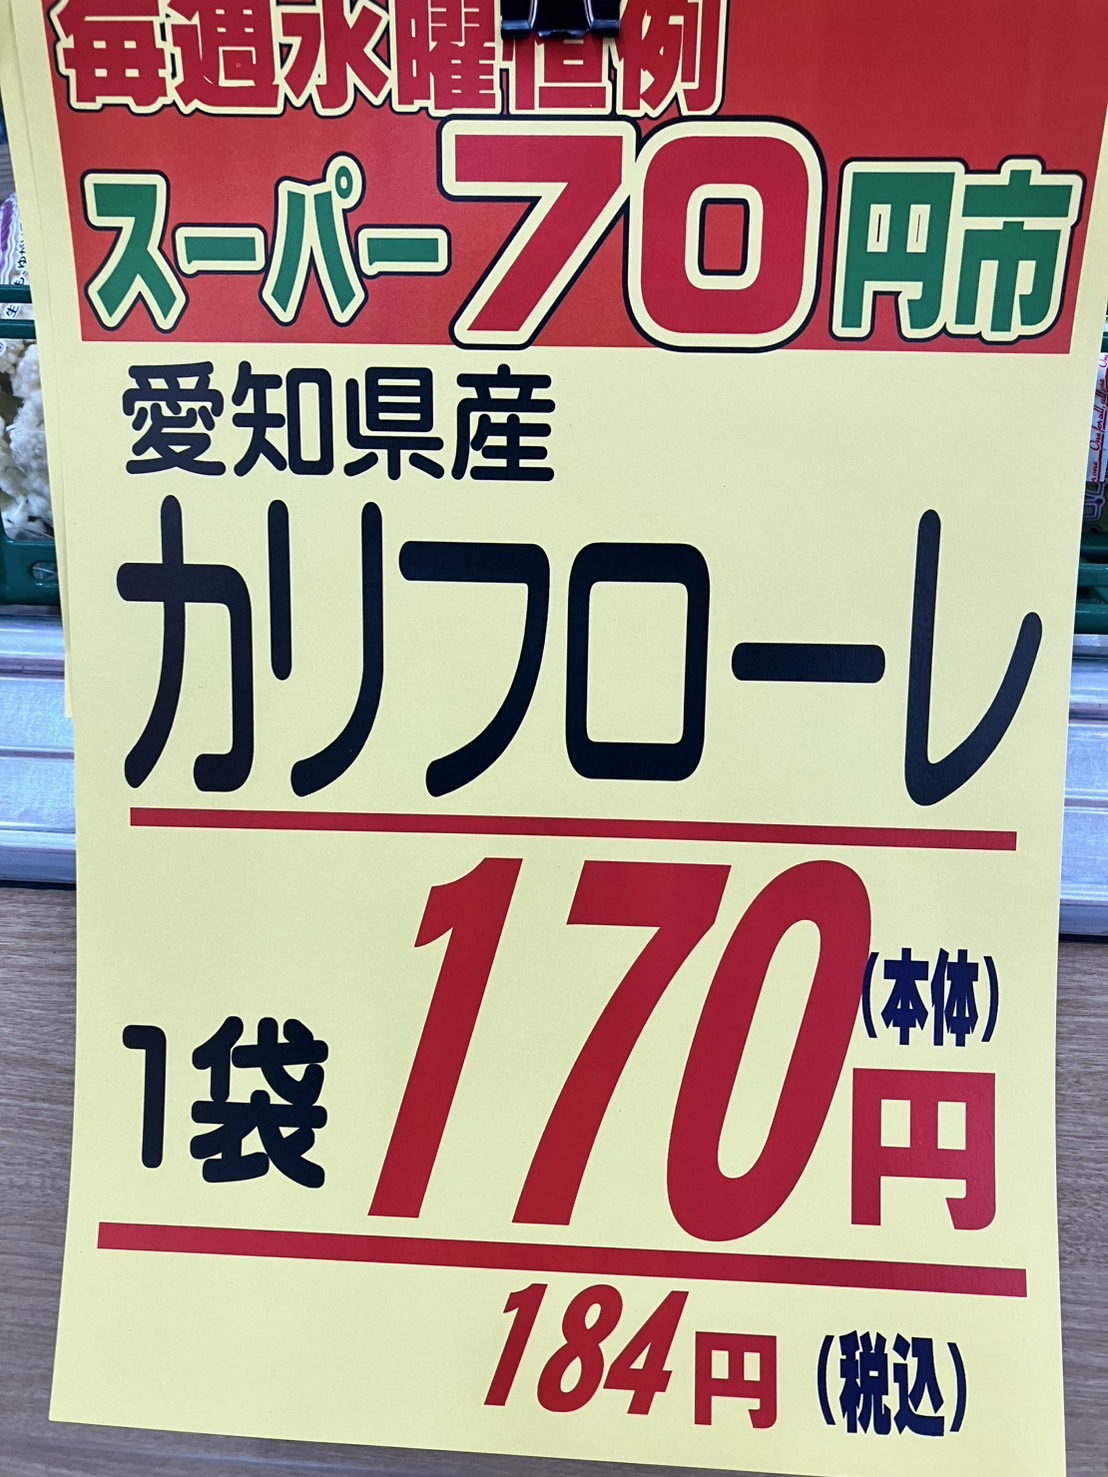 毎週水曜恒例
スーパー70円市
愛知県産
カリフローレ
1袋 170円(本体)
184円(税込)